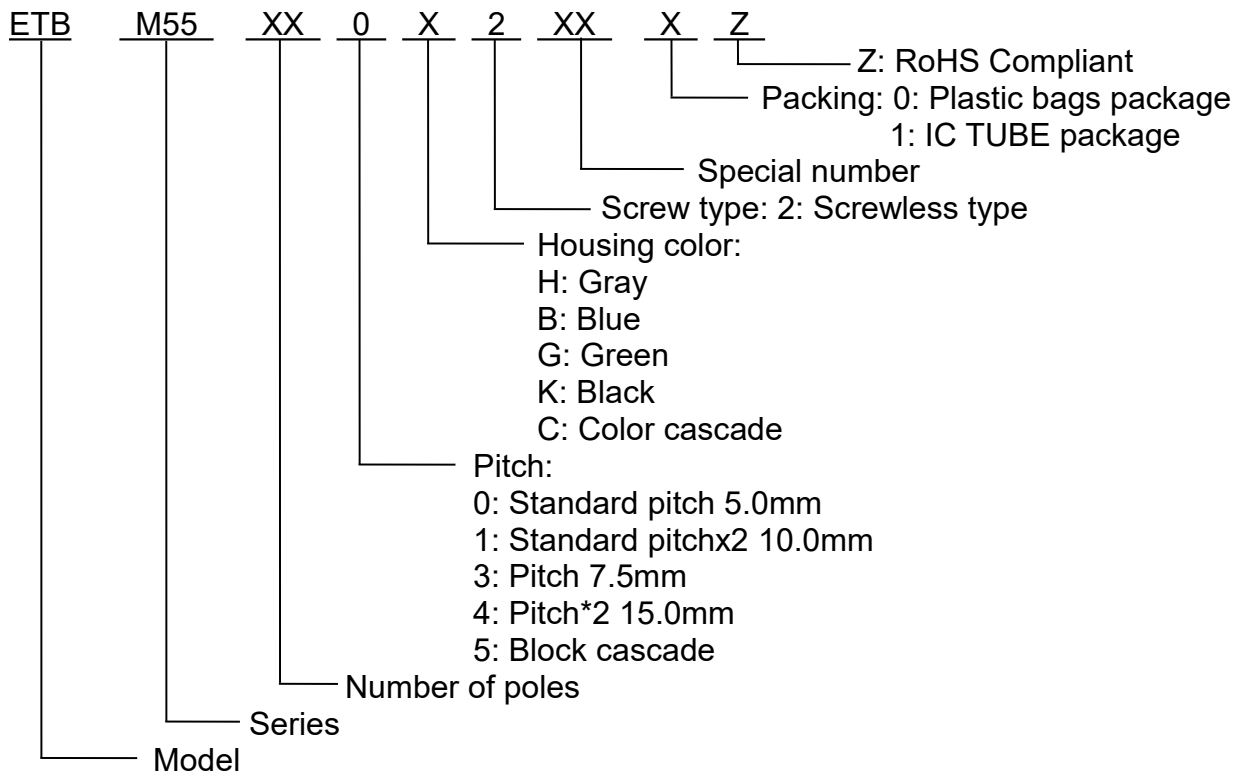 ETB M55 XX 0 X 2 XX X Z
Z: RoHS Compliant
Packing: 0: Plastic bags package
1: IC TUBE package
Special number
Screw type: 2: Screwless type
Housing color:
H: Gray
B: Blue
G: Green
K: Black
C: Color cascade
Pitch:
0: Standard pitch 5.0mm
1: Standard pitchx2 10.0mm
3: Pitch 7.5mm
4: Pitch*2 15.0mm
5: Block cascade
Number of poles
Series
Model